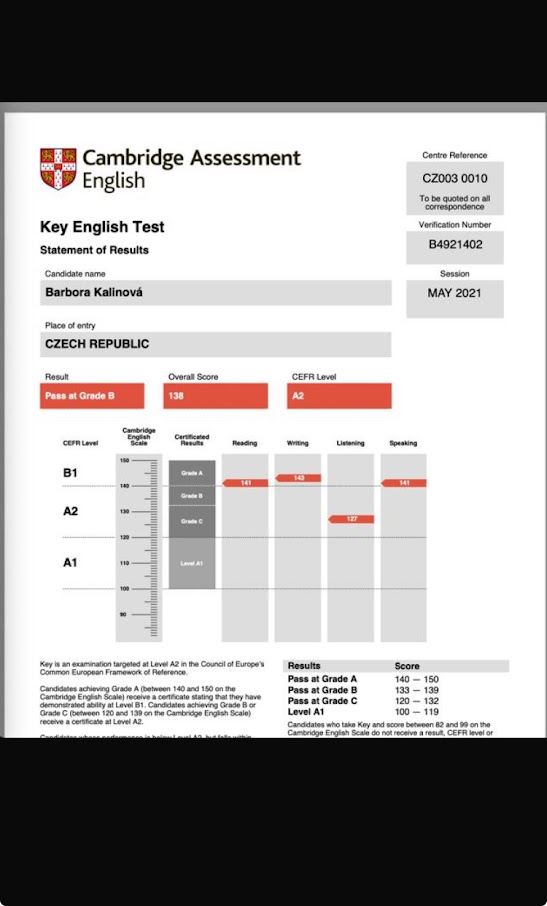 Cambridge Assessment
English
Centre Reference
CZ003 0010
To be quoted on all
correspondence
Key English Test
Statement of Results
Verification Number
B4921402
Candidate name
Barbora Kalinová
Session
MAY 2021
Place of entry
CZECH REPUBLIC
Result
Pass at Grade B
Overall Score
138
CEFR Level
A2
CEFR Level
Cambridge
English
Scale
Certificated
Results
Reading
Writing
Listening
Speaking
B1
A2
A1
150
140
130
120
110
100
90
Grade A
Grade B
Grade C
Level A1
141
143
127
141
Key is an examination targeted at Level A2 in the Council of Europe's
Common European Framework of Reference.
Candidates achieving Grade A (between 140 and 150 on the
Cambridge English Scale) receive a certificate stating that they have
demonstrated ability at Level B1. Candidates achieving Grade B or
Grade C (between 120 and 139 on the Cambridge English Scale)
receive a certificate at Level A2.
Candidates whose performance is below Level A2, but falls within
Results Score
Pass at Grade A 140 — 150
Pass at Grade B 133 — 139
Pass at Grade C 120 — 132
Level A1 100 — 119
Candidates who take Key and score between 82 and 99 on the
Cambridge English Scale do not receive a result, CEFR level or